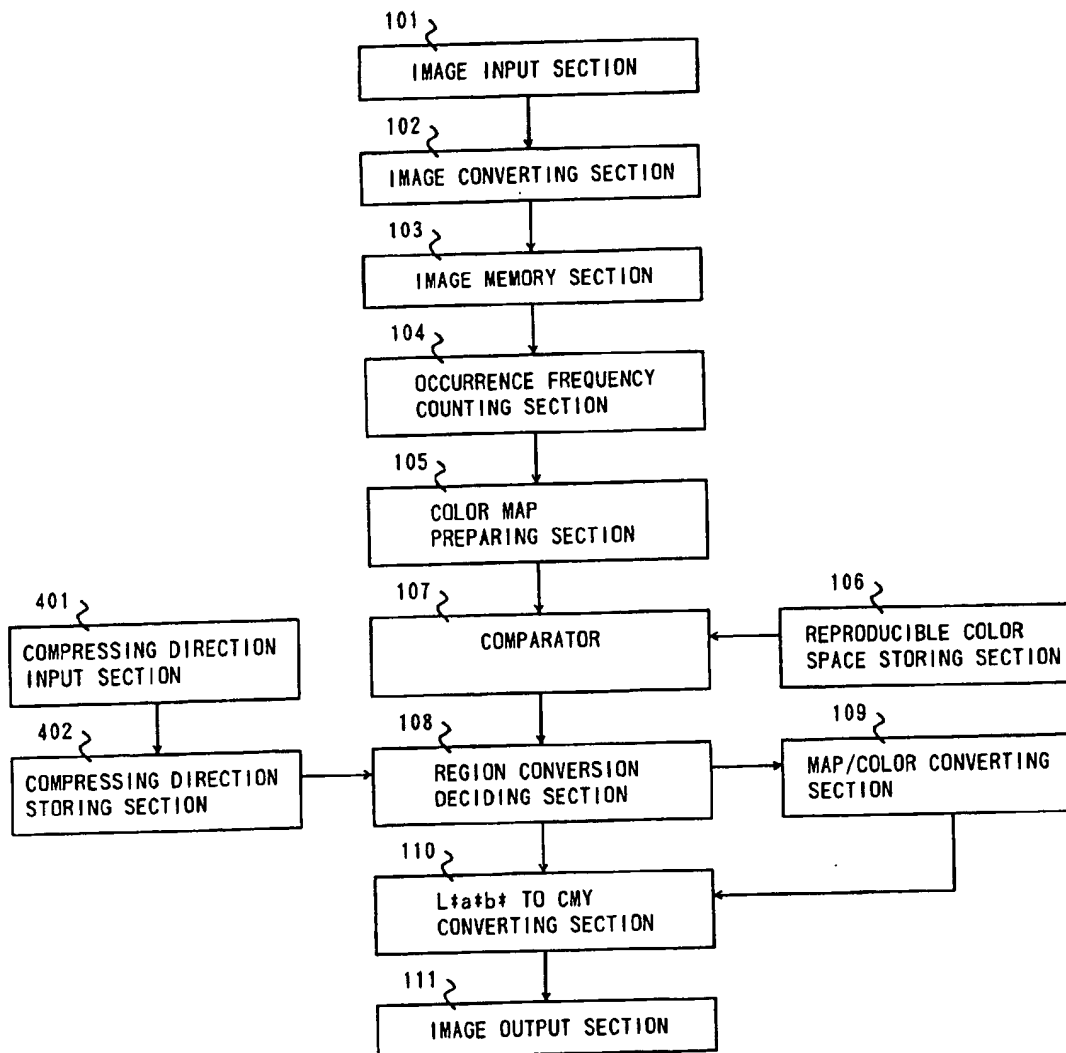 101
IMAGE INPUT SECTION
102
IMAGE CONVERTING SECTION
103
IMAGE MEMORY SECTION
104
OCCURRENCE FREQUENCY
COUNTING SECTION
105
COLOR MAP
PREPARING SECTION
401
COMPRESSING DIRECTION
INPUT SECTION
107
COMPARATOR
106
REPRODUCIBLE COLOR
SPACE STORING SECTION
402
COMPRESSING DIRECTION
STORING SECTION
108
REGION CONVERSION
DECIDING SECTION
109
MAP/COLOR CONVERTING
SECTION
110
L*a*b* TO CMY
CONVERTING SECTION
111
IMAGE OUTPUT SECTION